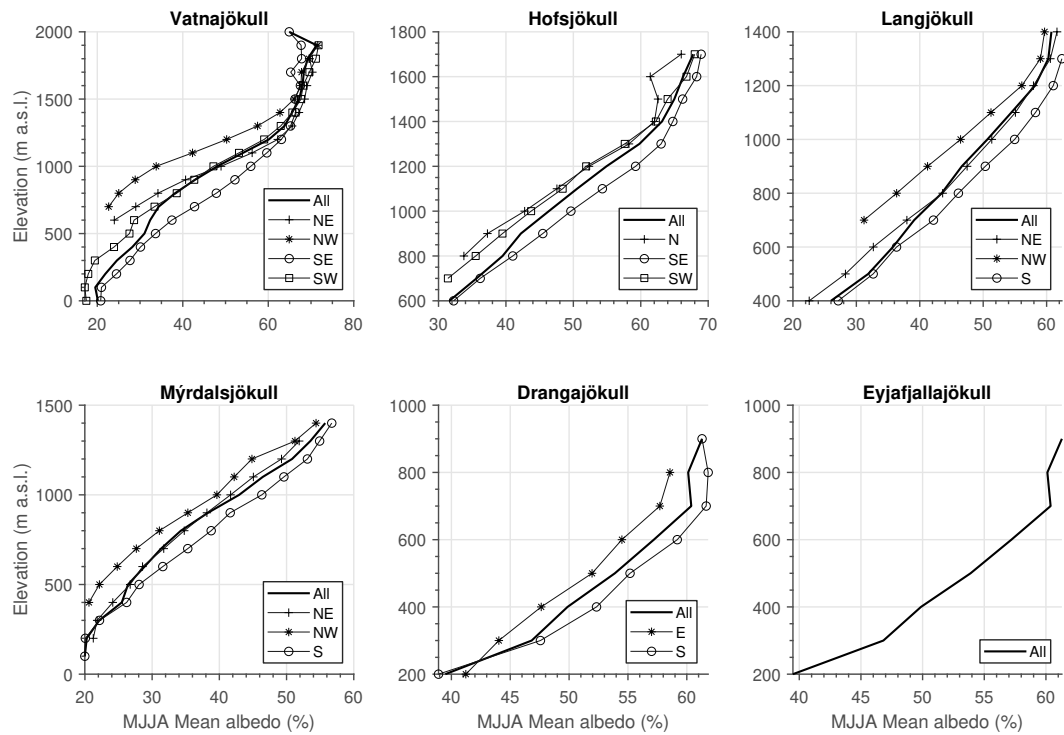 Vatnajökull
Elevation (m a.s.l.)
2000
1500
1000
500
0
20
40
60
80
All
NE
NW
SE
SW
Hofsjökull
1800
1600
1400
1200
1000
800
600
30
40
50
60
70
All
N
SE
SW
Langjökull
1400
1200
1000
800
600
400
20
30
40
50
60
All
NE
NW
S
Mýrdalsjökull
Elevation (m a.s.l.)
1500
1000
500
0
20
30
40
50
60
MJJA Mean albedo (%)
All
NE
NW
S
Drangajökull
1000
800
600
400
200
40
45
50
55
60
MJJA Mean albedo (%)
All
E
S
Eyjafjallajökull
1000
800
600
400
200
40
45
50
55
60
MJJA Mean albedo (%)
All